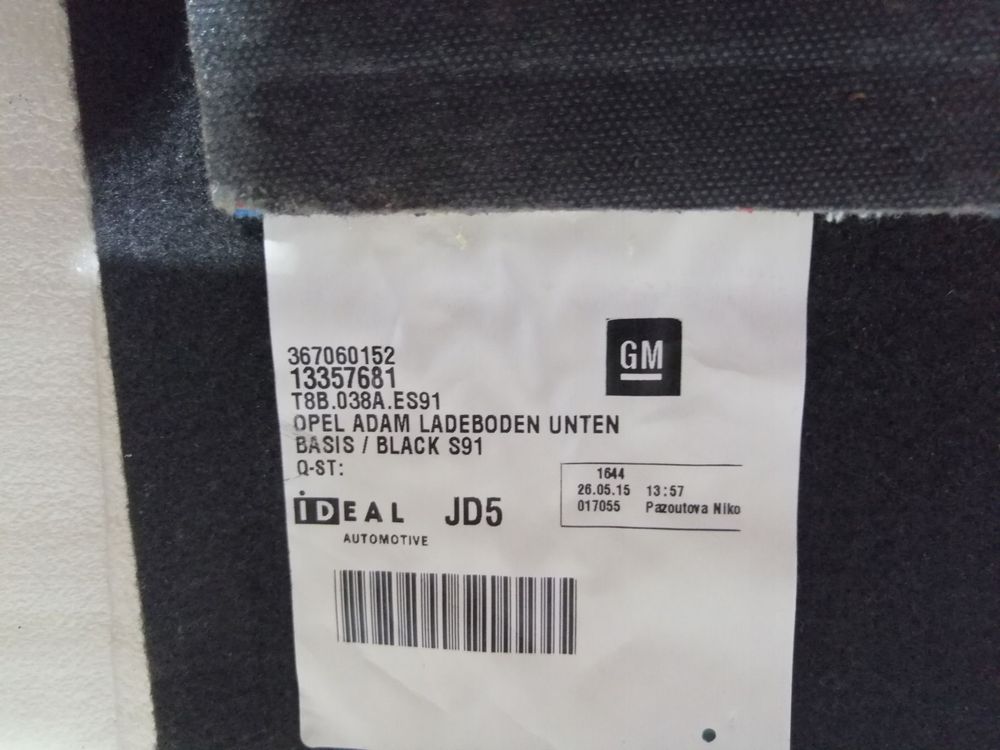 367060152
13357681
T8B.038A.ES91
OPEL ADAM LADEBODEN UNTEN
BASIS / BLACK S91
Q-ST:
GM
1644
26.05.15 13:57
017055 Pazoutova Niko
iDEAL JD5
AUTOMOTIVE